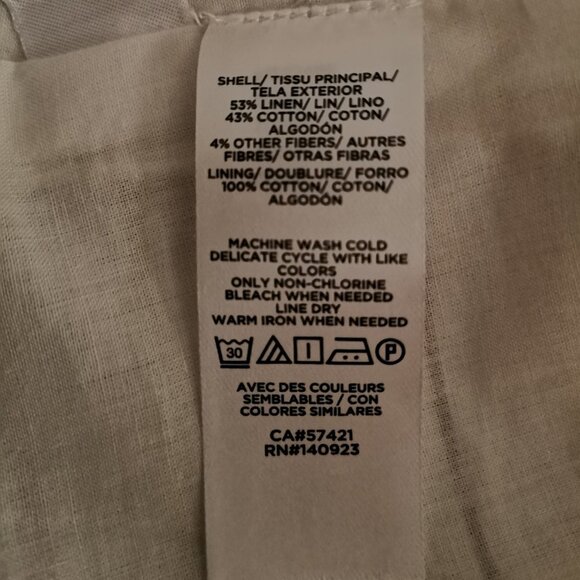 SHELL/ TISSU PRINCIPAL/
TELA EXTERIOR
53% LINEN/ LIN/ LINO
43% COTTON/ COTON/
ALGODÓN
4% OTHER FIBERS/ AUTRES
FIBRES/ OTRAS FIBRAS
LINING/ DOUBLURE/ FORRO
100% COTTON/ COTON/
ALGODÓN
MACHINE WASH COLD
DELICATE CYCLE WITH LIKE
COLORS
ONLY NON-CHLORINE
BLEACH WHEN NEEDED
LINE DRY
WARM IRON WHEN NEEDED
30 P
AVEC DES COULEURS
SEMBLABLES / CON
COLORES SIMILARES
CA#57421
RN#140923